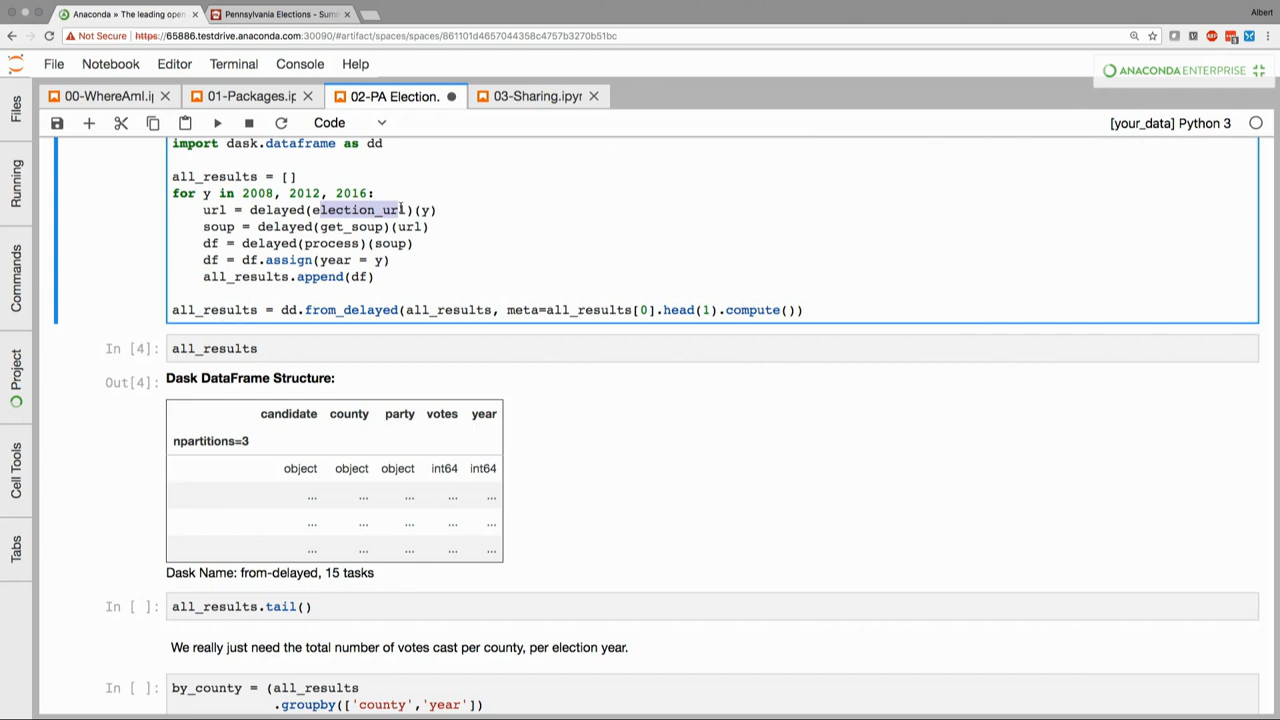 Anaconda » The leading open
Pennsylvania Elections - Sum
Albert
Not Secure
https://65886.testdrive.anaconda.com:30090/#artifact/spaces/spaces/861101d4657044358c4757b3270b51bc
File Notebook Editor Terminal Console Help
ANACONDA ENTERPRISE
00-WhereAmI.i 01-Packages.ip 02-PA Election. 03-Sharing.ipyr
Code
[your_data] Python 3
Files
Running
Commands
Project
Cell Tools
Tabs
import dask.dataframe as dd
all_results = []
for y in 2008, 2012, 2016:
url = delayed(election_url)(y)
soup = delayed(get_soup)(url)
df = delayed(process)(soup)
df = df.assign(year = y)
all_results.append(df)
all_results = dd.from_delayed(all_results, meta=all_results[0].head(1).compute())
In [4]: all_results
Out[4]: Dask DataFrame Structure:
candidate county party votes year
npartitions=3
object object object int64 int64
... ... ... ... ...
... ... ... ... ...
... ... ... ... ...
Dask Name: from-delayed, 15 tasks
In [ ]: all_results.tail()
We really just need the total number of votes cast per county, per election year.
In [ ]: by_county = (all_results
.groupby(['county','year'])